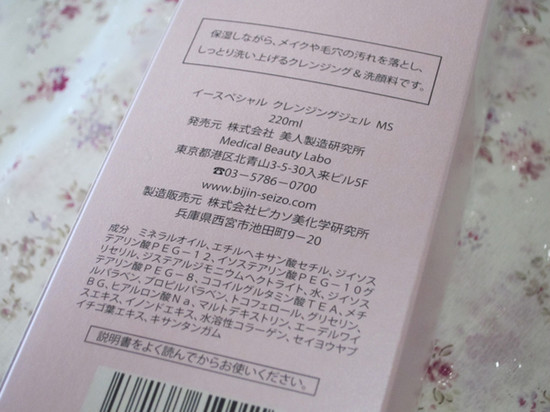 保湿しながら、メイクや毛穴の汚れを落とし、
しっとり洗い上げるクレンジング&洗顔料です。
イースペシャル クレンジングジェル MS
220ml
発売元 株式会社 美人製造研究所
Medical Beauty Labo
東京都港区北青山3-5-30入来ビル5F
☎03-5786-0700
www.bijin-seizo.com
製造販売元 株式会社ピカソ美化学研究所
兵庫県西宮市池田町9-20
成分 ミネラルオイル、エチルヘキサン酸セチル、ジイソス
テアリン酸PEG-12、イソステアリン酸PEG-10グ
リセリル、ジステアルジモニウムヘクトライト、水、ジイソス
テアリン酸PEG-8、ココイルグルタミン酸TEA、メチ
ルパラベン、プロピルパラベン、トコフェロール、グリセリン、
BG、ヒアルロン酸Na、マルトデキストリン、エーデルワイ
スエキス、イノンドエキス、水溶性コラーゲン、セイヨウヤブ
イチゴ葉エキス、キサンタンガム
説明書をよく読んでからお使いください。